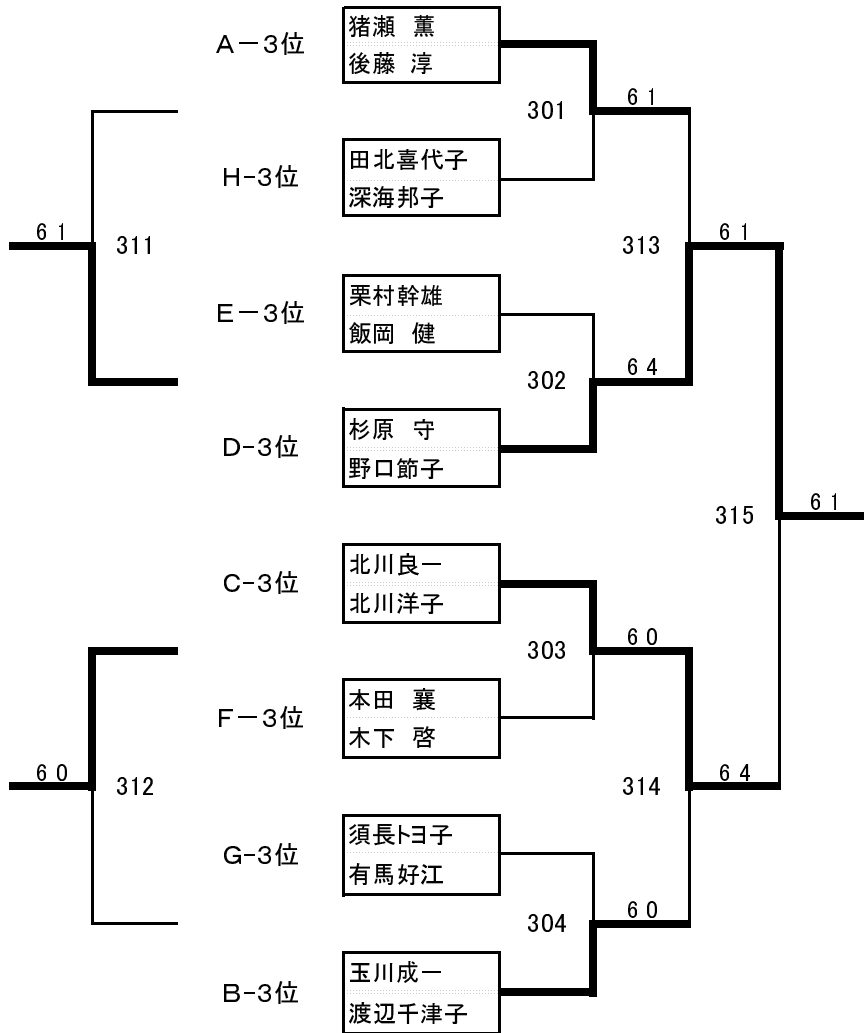 A－3位
猪瀬 薫
後藤 淳
301
6 1
H-3位
田北喜代子
深海邦子
6 1
311
313
6 1
E－3位
栗村幹雄
飯岡 健
302
6 4
D-3位
杉原 守
野口節子
315
6 1
C-3位
北川良一
北川洋子
303
6 0
F－3位
本田 襄
木下 啓
6 0
312
314
6 4
G-3位
須長トヨ子
有馬好江
304
6 0
B-3位
玉川成一
渡辺千津子